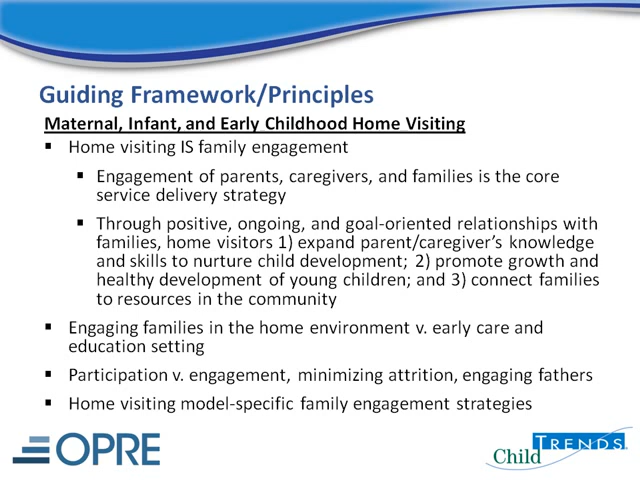 Guiding Framework/Principles
Maternal, Infant, and Early Childhood Home Visiting
▪ Home visiting IS family engagement
▪ Engagement of parents, caregivers, and families is the core
service delivery strategy
▪ Through positive, ongoing, and goal-oriented relationships with
families, home visitors 1) expand parent/caregiver's knowledge
and skills to nurture child development; 2) promote growth and
healthy development of young children; and 3) connect families
to resources in the community
▪ Engaging families in the home environment v. early care and
education setting
▪ Participation v. engagement, minimizing attrition, engaging fathers
▪ Home visiting model-specific family engagement strategies
OPRE
Child TRENDS